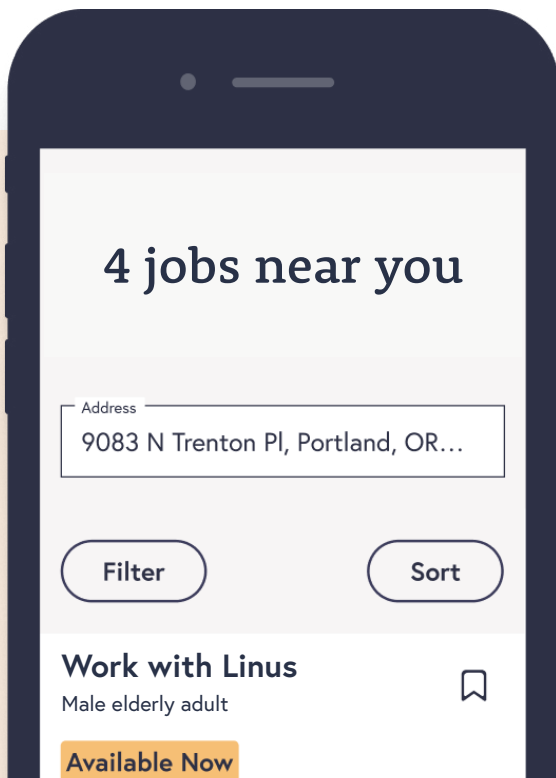 4 jobs near you
Address
9083 N Trenton Pl, Portland, OR...
Filter
Sort
Work with Linus
Male elderly adult
Available Now